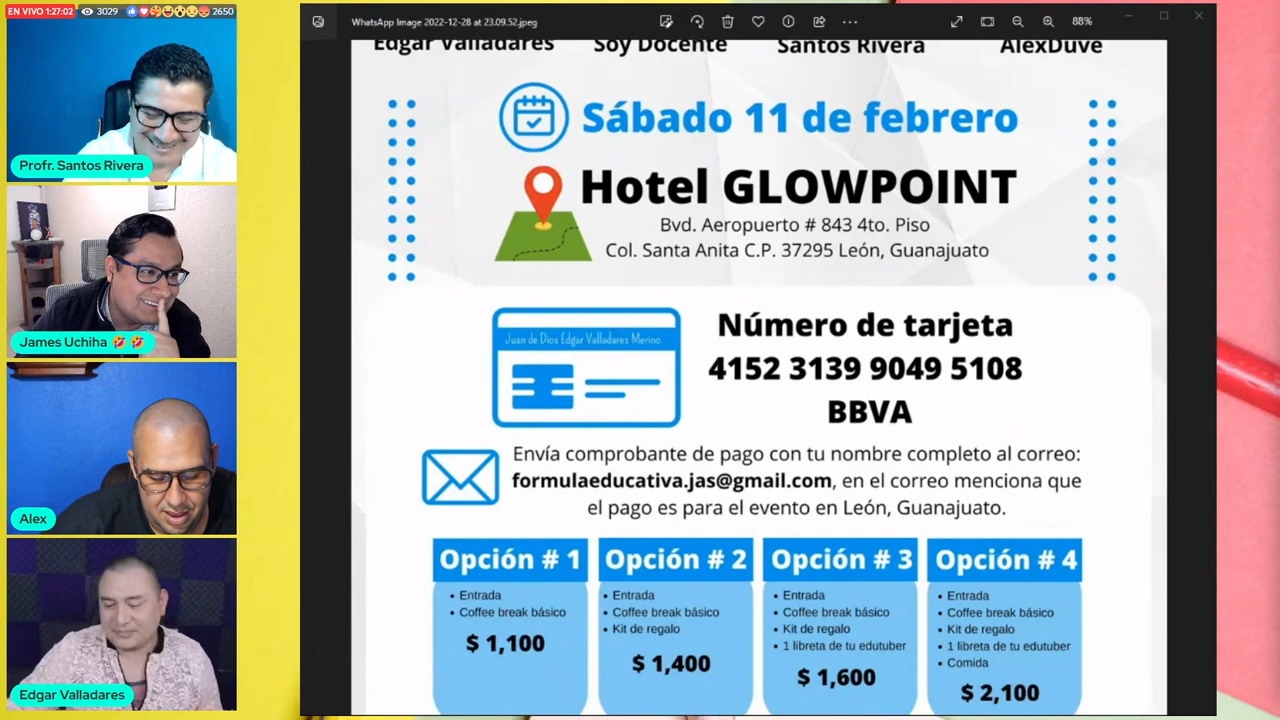 EN VIVO 1:27:02 3029 2650
Profr. Santos Rivera
James Uchiha 🤣 🤣
Alex
Edgar Valladares
WhatsApp Image 2022-12-28 at 23.09.52.jpeg
88%
Edgar Valladares Soy Docente Santos Rivera AlexDuve
Sábado 11 de febrero
Hotel GLOWPOINT
Bvd. Aeropuerto # 843 4to. Piso
Col. Santa Anita C.P. 37295 León, Guanajuato
Juan de Dios Edgar Valladares Merino
Número de tarjeta
4152 3139 9049 5108
BBVA
Envía comprobante de pago con tu nombre completo al correo:
formulaeducativa.jas@gmail.com, en el correo menciona que
el pago es para el evento en León, Guanajuato.
Opción # 1
• Entrada
• Coffee break básico
$ 1,100
Opción # 2
• Entrada
• Coffee break básico
• Kit de regalo
$ 1,400
Opción # 3
• Entrada
• Coffee break básico
• Kit de regalo
• 1 libreta de tu edutuber
$ 1,600
Opción # 4
• Entrada
• Coffee break básico
• Kit de regalo
• 1 libreta de tu edutuber
• Comida
$ 2,100